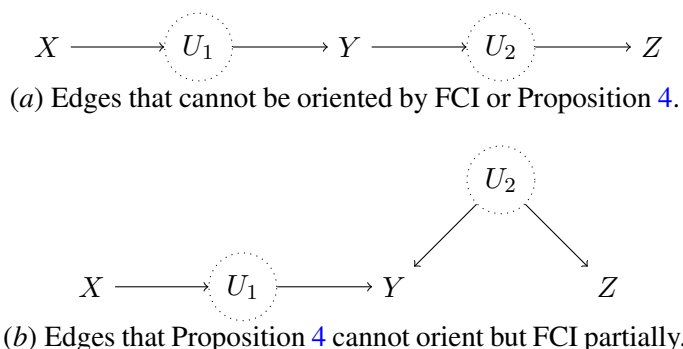 X U₁ Y U₂ Z
(a) Edges that cannot be oriented by FCI or Proposition 4.
U₂
X U₁ Y Z
(b) Edges that Proposition 4 cannot orient but FCI partially.